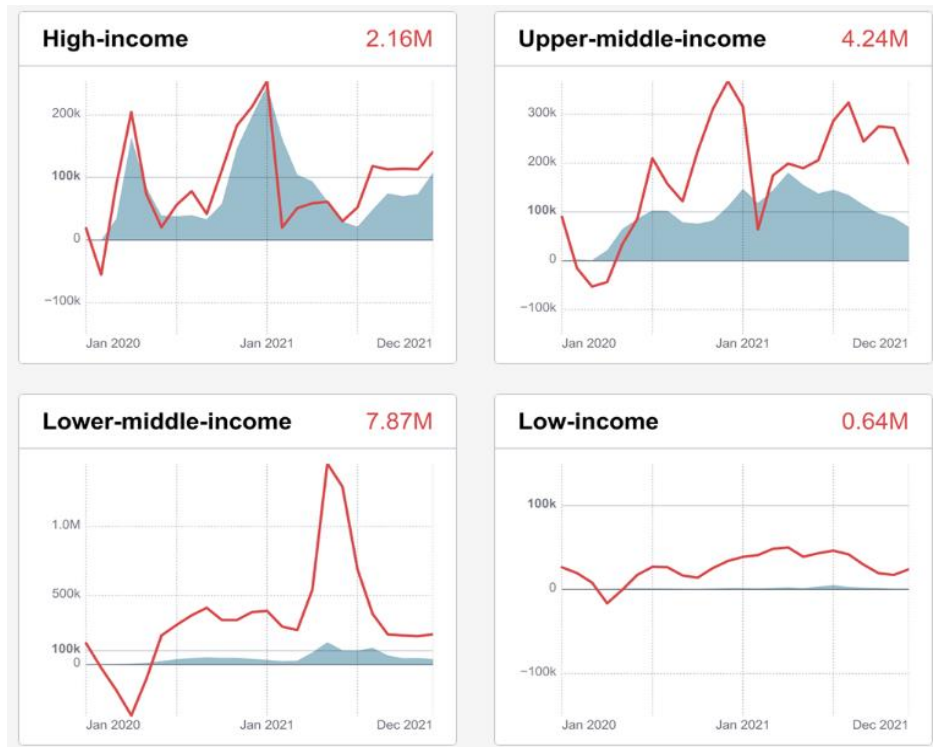 High-income 2.16M
200k
100k
0
−100k
Jan 2020 Jan 2021 Dec 2021
Upper-middle-income 4.24M
300k
200k
100k
0
−100k
Jan 2020 Jan 2021 Dec 2021
Lower-middle-income 7.87M
1.0M
500k
100k
0
Jan 2020 Jan 2021 Dec 2021
Low-income 0.64M
100k
0
−100k
Jan 2020 Jan 2021 Dec 2021